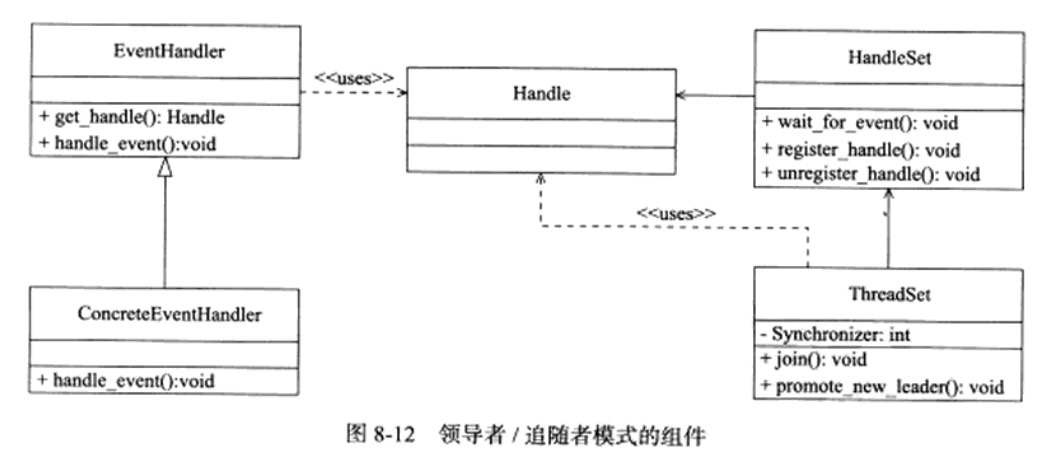 EventHandler
+ get_handle(): Handle
+ handle_event():void
<<uses>>
Handle
HandleSet
+ wait_for_event(): void
+ register_handle(): void
+ unregister_handle(): void
<<uses>>
ConcreteEventHandler
+ handle_event():void
ThreadSet
- Synchronizer: int
+ join(): void
+ promote_new_leader(): void
图 8-12 领导者 / 追随者模式的组件